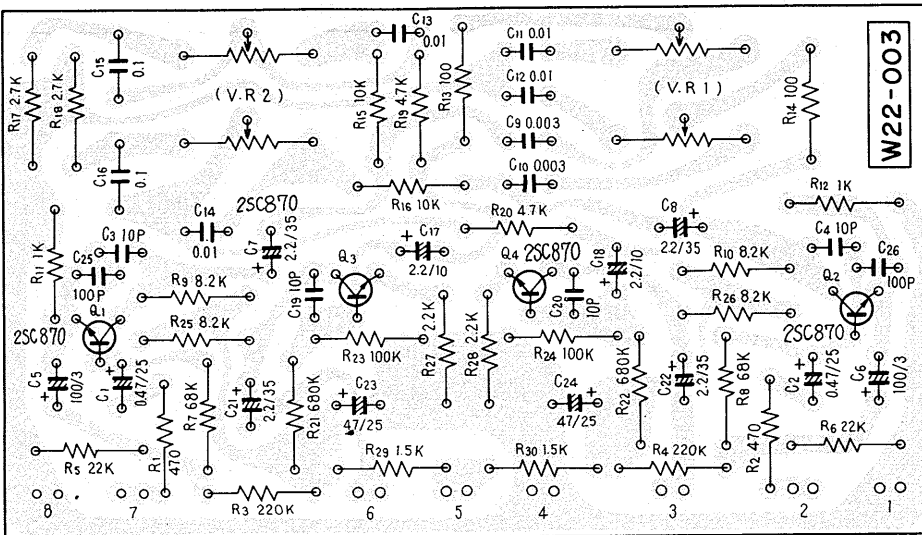 C13
0.01
C11 0.01
C12 0.01
C9 0.003
C10 0.003
R17 2.7K
R18 2.7K
C15
0.1
(V.R 2)
R15 10K
R19 4.7K
R13 100
(V.R 1)
R14 100
W22-003
C16
0.1
R16 10K
R12 1K
R11 1K
C3 10P
C25
100P
C14
0.01
2SC870
C7
2.2/35
C17
2.2/10
R20 4.7K
C8
22/35
C4 10P
C26
100P
Q1
2SC870
R9 8.2K
R25 8.2K
C19 10P
Q3
R23 100K
R27 2.2K
R28 2.2K
Q4
2SC870
C20
10P
C18
2.2/10
R24 100K
R10 8.2K
R26 8.2K
Q2
2SC870
C5
100/3
C1
0.47/25
R1
470
R7 68K
C21
2.2/35
R21 680K
C23
47/25
C24
47/25
R22 680K
C22
2.2/35
R8 68K
R2 470
C2
0.47/25
C6
100/3
R5 22K
R3 220K
R29 1.5K
R30 1.5K
R4 220K
R6 22K
8 7 6 5 4 3 2 1